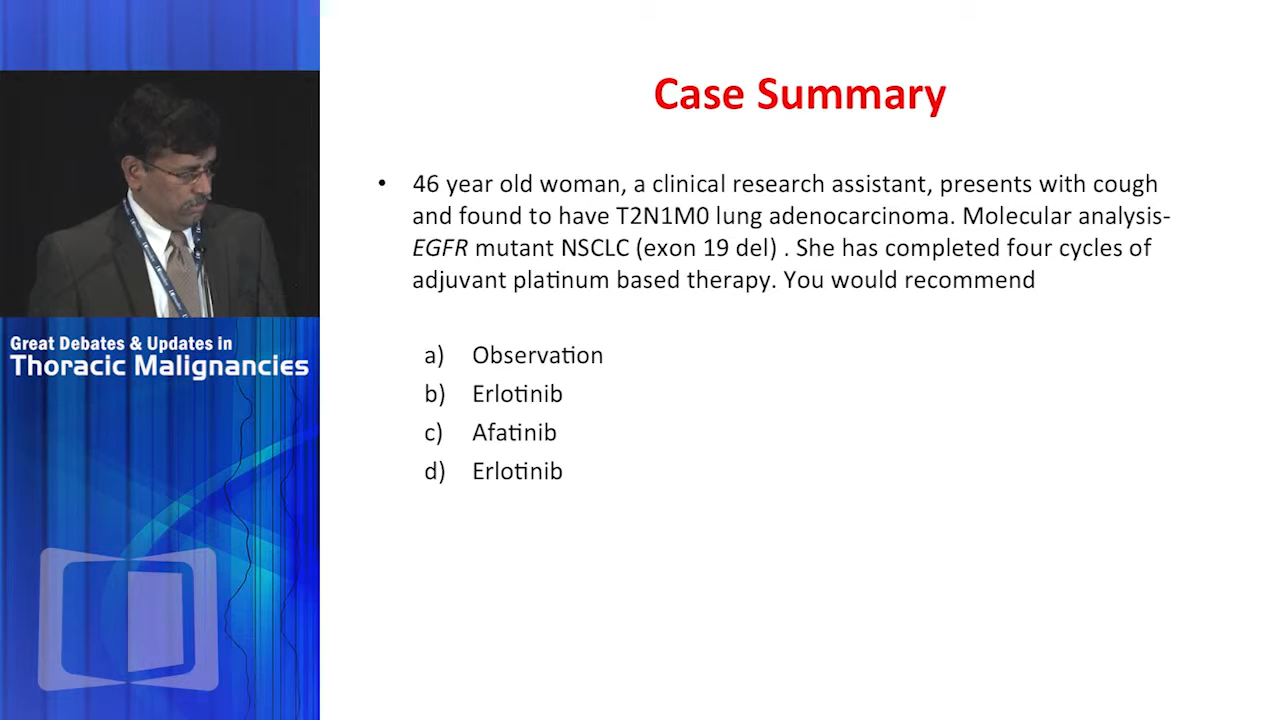 Case Summary
• 46 year old woman, a clinical research assistant, presents with cough
and found to have T2N1M0 lung adenocarcinoma. Molecular analysis-
EGFR mutant NSCLC (exon 19 del) . She has completed four cycles of
adjuvant platinum based therapy. You would recommend
a) Observation
b) Erlotinib
c) Afatinib
d) Erlotinib
Great Debates & Updates in
Thoracic Malignancies